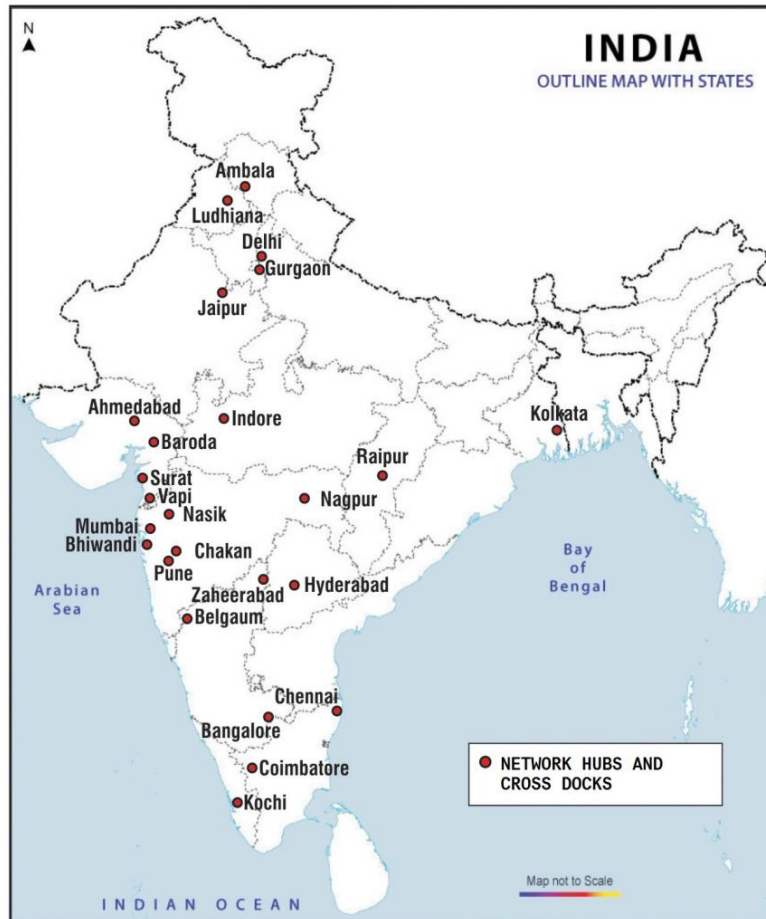 N
INDIA
OUTLINE MAP WITH STATES
Ambala
Ludhiana
Delhi
Gurgaon
Jaipur
Ahmedabad
Indore
Kolkata
Baroda
Raipur
Surat
Vapi
Nagpur
Nasik
Mumbai
Bhiwandi
Chakan
Pune
Bay
of
Bengal
Arabian
Sea
Zaheerabad
Hyderabad
Belgaum
Chennai
Bangalore
Coimbatore
Kochi
NETWORK HUBS AND
CROSS DOCKS
Map not to Scale
INDIAN OCEAN